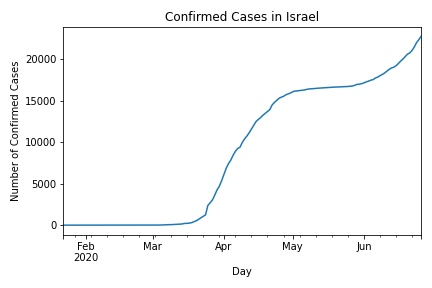 Confirmed Cases in Israel
Number of Confirmed Cases
20000
15000
10000
5000
0
Feb Mar Apr May Jun
2020
Day